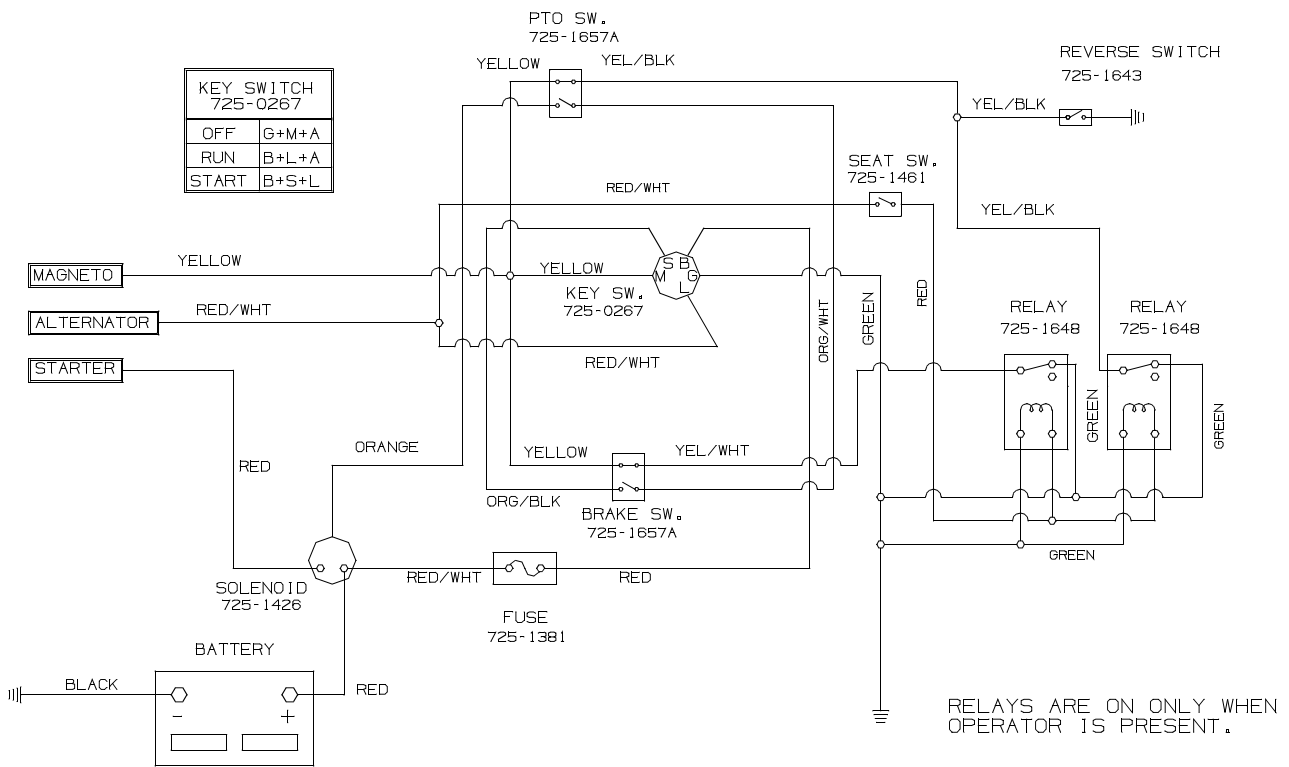 PTO SW.
725-1657A
YELLOW
YEL/BLK
REVERSE SWITCH
725-1643
YEL/BLK
KEY SWITCH
725-0267
OFF G+M+A
RUN B+L+A
START B+S+L
SEAT SW.
725-1461
RED/WHT
YEL/BLK
MAGNETO
YELLOW
YELLOW
S B
M G
L
KEY SW.
725-0267
ALTERNATOR
RED/WHT
RED/WHT
ORG/WHT
GREEN
RED
RELAY
725-1648
RELAY
725-1648
STARTER
GREEN
GREEN
RED
ORANGE
YELLOW
YEL/WHT
ORG/BLK
BRAKE SW.
725-1657A
GREEN
SOLENOID
725-1426
RED/WHT
RED
FUSE
725-1381
BATTERY
BLACK
RED
- +
RELAYS ARE ON ONLY WHEN
OPERATOR IS PRESENT.